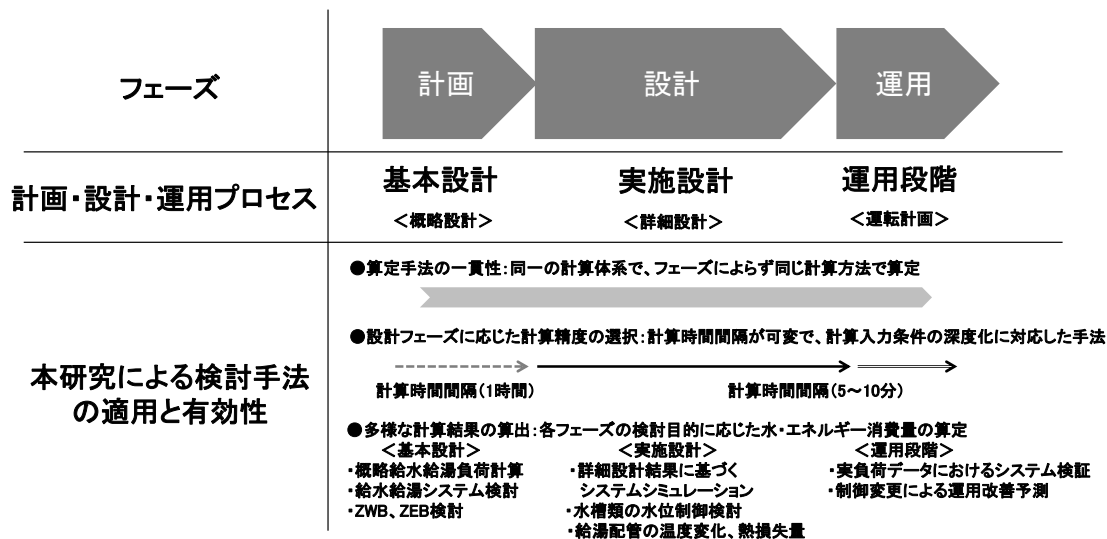 フェーズ
計画
設計
運用
計画・設計・運用プロセス
基本設計
実施設計
運用段階
<概略設計>
<詳細設計>
<運転計画>
本研究による検討手法
の適用と有効性
●算定手法の一貫性：同一の計算体系で、フェーズによらず同じ計算方法で算定
●設計フェーズに応じた計算精度の選択：計算時間間隔が可変で、計算入力条件の深度化に対応した手法
計算時間間隔(1時間)
計算時間間隔(5～10分)
●多様な計算結果の算出：各フェーズの検討目的に応じた水・エネルギー消費量の算定
<基本設計>
・概略給水給湯負荷計算
・給水給湯システム検討
・ZWB、ZEB検討
<実施設計>
・詳細設計結果に基づく
システムシミュレーション
・水槽類の水位制御検討
・給湯配管の温度変化、熱損失量
<運用段階>
・実負荷データにおけるシステム検証
・制御変更による運用改善予測